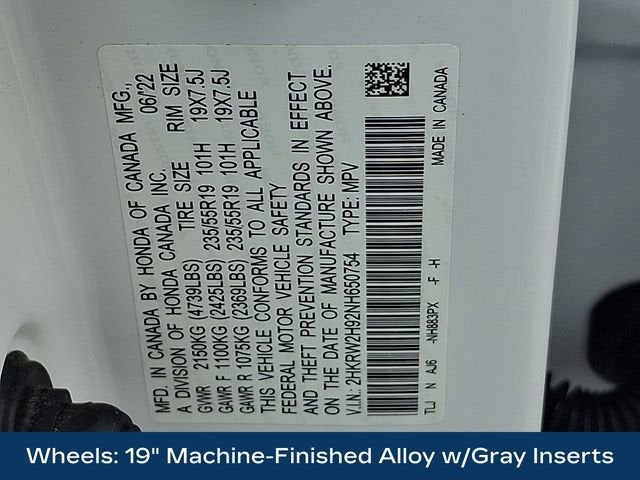 MFD. IN CANADA BY HONDA OF CANADA MFG.,
A DIVISION OF HONDA CANADA INC. 06/'22
TIRE SIZE RIM SIZE
GVWR 2150KG (4739LBS)
GAWR F 1100KG (2425LBS) 235/55R19 101H 19X7.5J
GAWR R 1075KG (2369LBS) 235/55R19 101H 19X7.5J
THIS VEHICLE CONFORMS TO ALL APPLICABLE
FEDERAL MOTOR VEHICLE SAFETY
AND THEFT PREVENTION STANDARDS IN EFFECT
ON THE DATE OF MANUFACTURE SHOWN ABOVE.
V.I.N.: 2HKRW2H92NH650754 TYPE: MPV
TLJ N AJ6 -NH883PX -F -H MADE IN CANADA
Wheels: 19" Machine-Finished Alloy w/Gray Inserts